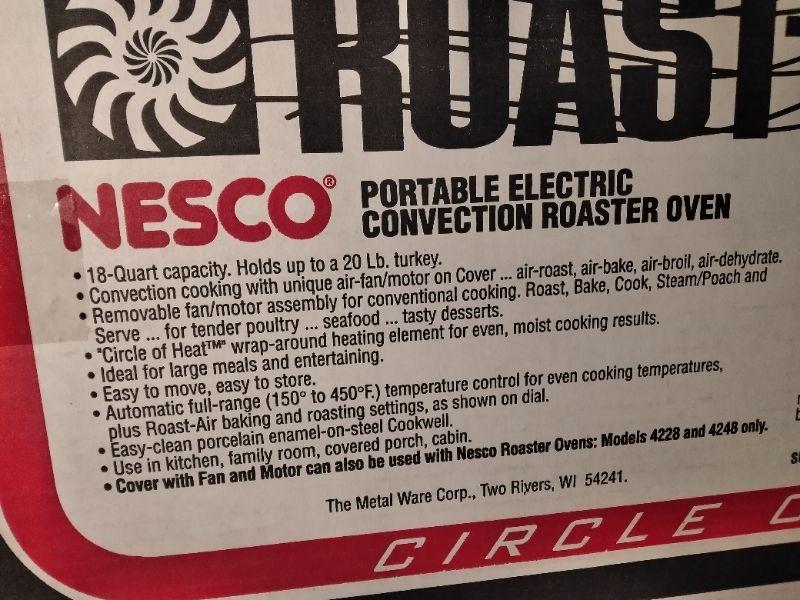 ROAST
NESCO®
PORTABLE ELECTRIC
CONVECTION ROASTER OVEN
• 18-Quart capacity. Holds up to a 20 Lb. turkey.
• Convection cooking with unique air-fan/motor on Cover ... air-roast, air-bake, air-broil, air-dehydrate.
• Removable fan/motor assembly for conventional cooking. Roast, Bake, Cook, Steam/Poach and
Serve ... for tender poultry ... seafood ... tasty desserts.
• "Circle of Heat™" wrap-around heating element for even, moist cooking results.
• Ideal for large meals and entertaining.
• Easy to move, easy to store.
• Automatic full-range (150° to 450°F.) temperature control for even cooking temperatures,
plus Roast-Air baking and roasting settings, as shown on dial.
• Easy-clean porcelain enamel-on-steel Cookwell.
• Use in kitchen, family room, covered porch, cabin.
• Cover with Fan and Motor can also be used with Nesco Roaster Ovens: Models 4228 and 4248 only.
The Metal Ware Corp., Two Rivers, WI 54241.
CIRCLE